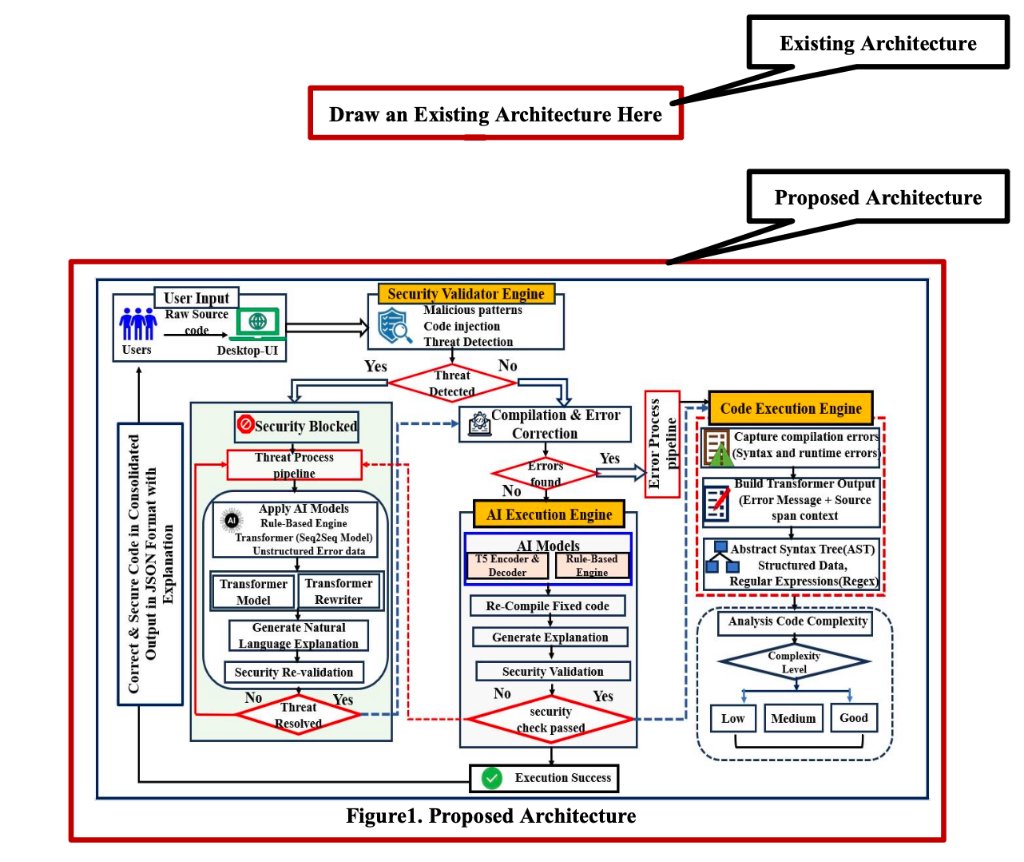 Existing Architecture
Draw an Existing Architecture Here
Proposed Architecture
User Input
Raw Source
code
Users
Desktop-UI
Security Validator Engine
Malicious patterns
Code injection
Threat Detection
Yes
No
Threat
Detected
Security Blocked
Threat Process
pipeline
Apply AI Models
AI
Rule-Based Engine
Transformer (Seq2Seq Model)
Unstructured Error data
Transformer
Model
Transformer
Rewriter
Generate Natural
Language Explanation
Security Re-validation
No
Yes
Threat
Resolved
Compilation & Error
Correction
Errors
found
Yes
No
Error Process
pipeline
AI Execution Engine
AI Models
T5 Encoder &
Decoder
Rule-Based
Engine
Re-Compile Fixed code
Generate Explanation
Security Validation
No
Yes
security
check passed
Execution Success
Code Execution Engine
Capture compilation errors
(Syntax and runtime errors)
Build Transformer Output
(Error Message + Source
span context
Abstract Syntax Tree(AST)
Structured Data,
Regular Expressions(Regex)
Analysis Code Complexity
Complexity
Level
Low
Medium
Good
Correct & Secure Code in Consolidated
Output in JSON Format with
Explanation
Figure1. Proposed Architecture